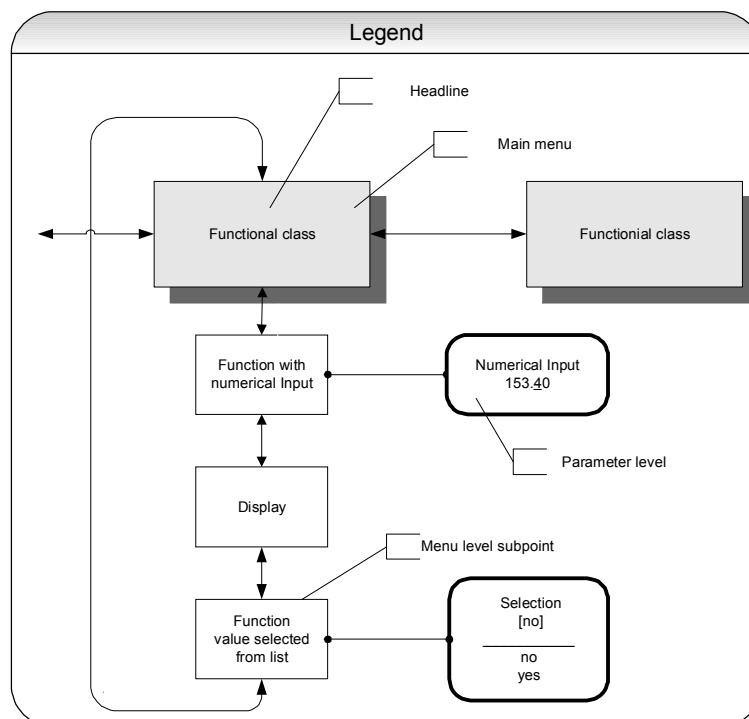 Legend
Headline
Main menu
Functional class
Functionial class
Function with
numerical Input
Numerical Input
153.40
Parameter level
Display
Menu level subpoint
Function
value selected
from list
Selection
[no]
no
yes